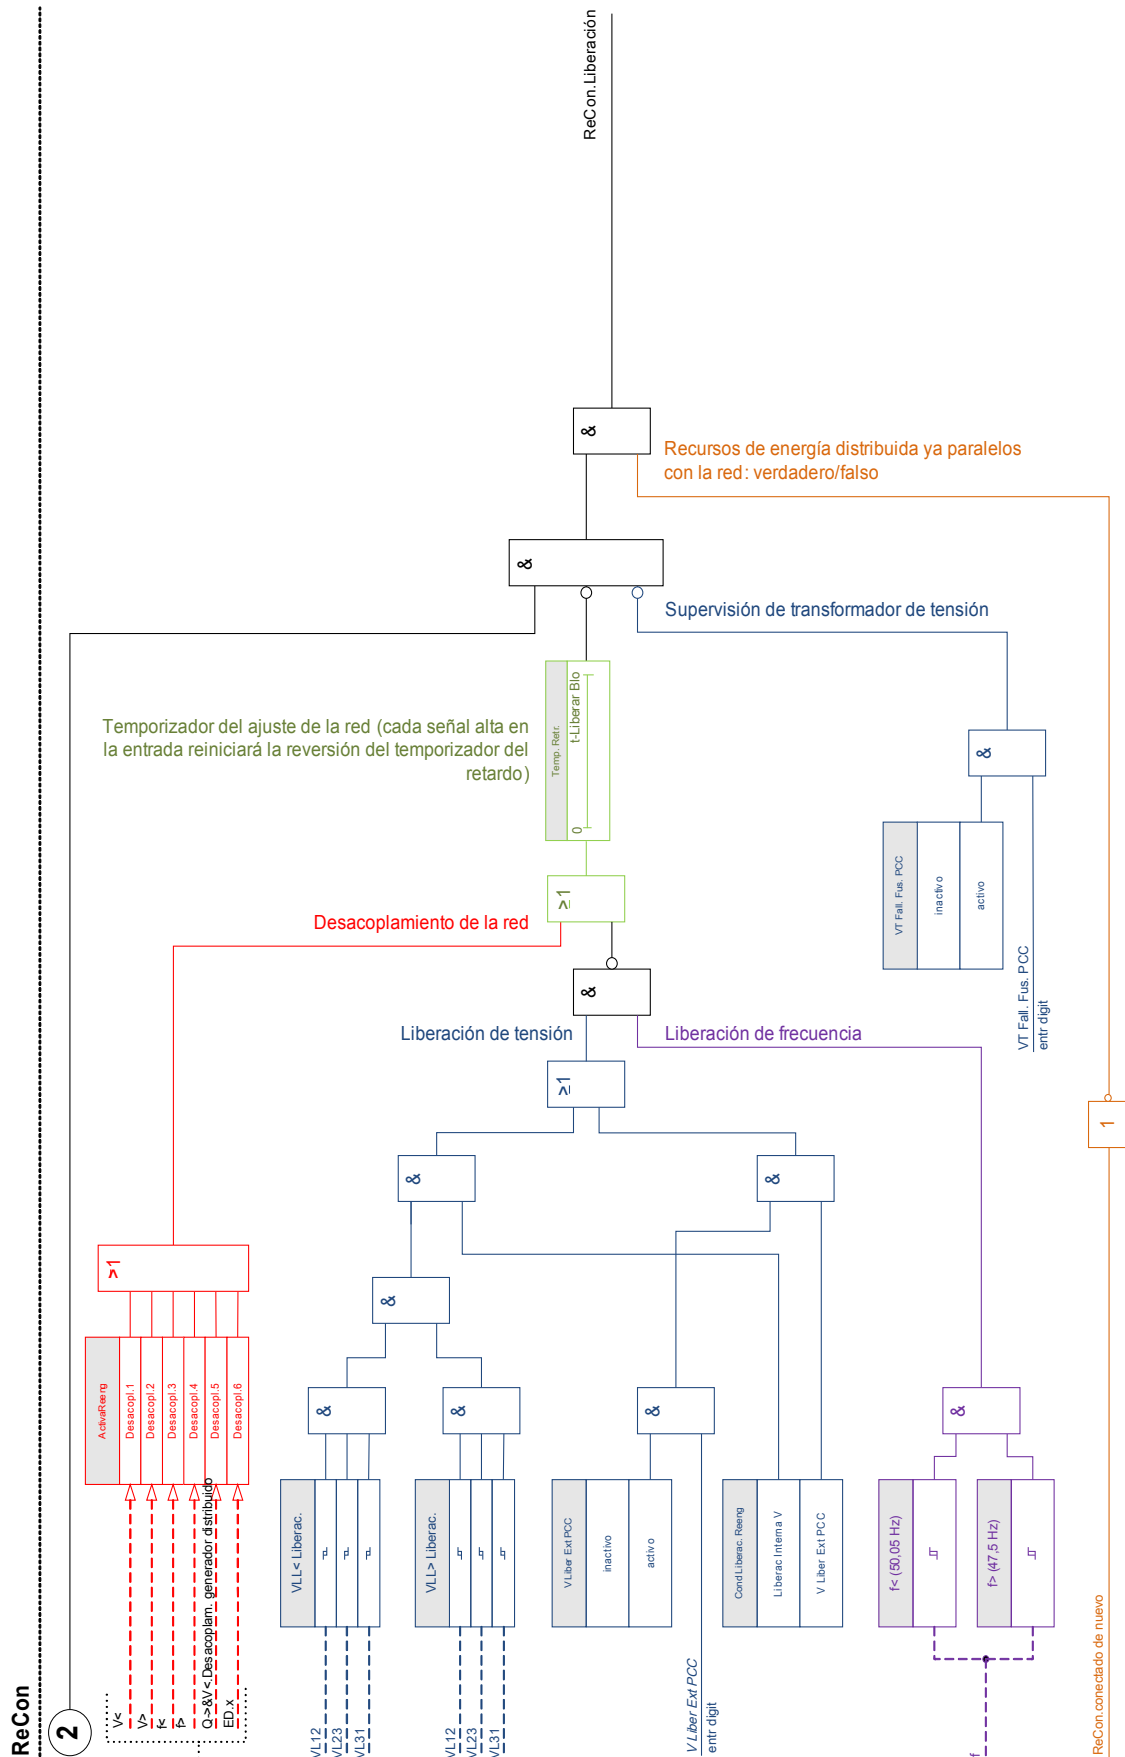 ReCon
2
V<
V>
f<
f>
Q->&V< Desacoplam. generador distribuido
ED.x
ActivaReeng
Desacopl.1
Desacopl.2
Desacopl.3
Desacopl.4
Desacopl.5
Desacopl.6
≥1
Desacoplamiento de la red
VL12
VL23
VL31
VLL< Liberac.
&
VL12
VL23
VL31
VLL> Liberac.
&
&
&
V Liber Ext PCC
entr digit
V Liber Ext PCC
inactivo
activo
&
Cond Liberac. Reeng
Liberac Interna V
V Liber Ext PCC
&
≥1
Liberación de tensión
f
f< (50,05 Hz)
f> (47,5 Hz)
&
Liberación de frecuencia
&
≥1
Temporizador del ajuste de la red (cada señal alta en
la entrada reiniciará la reversión del temporizador del
retardo)
Temp. Retr.
0
t-Liberar Blo
VT Fall. Fus. PCC
entr digit
VT Fall. Fus. PCC
inactivo
activo
&
Supervisión de transformador de tensión
&
ReCon.conectado de nuevo
1
Recursos de energía distribuida ya paralelos
con la red: verdadero/falso
&
ReCon.Liberación